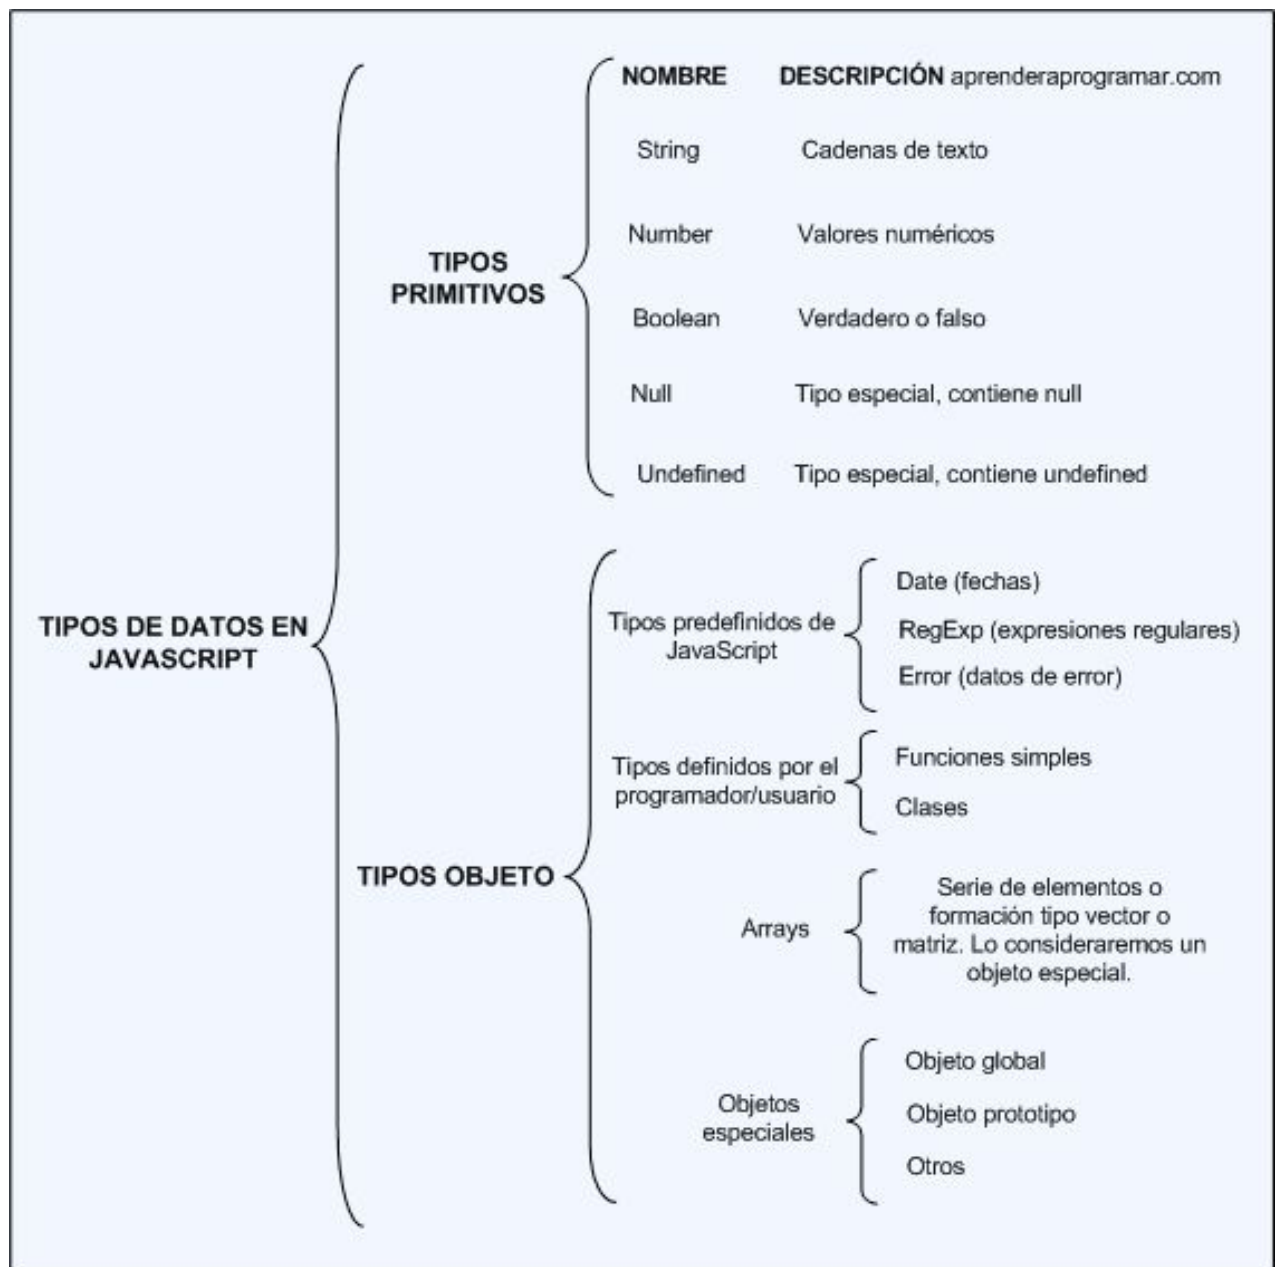 NOMBRE DESCRIPCIÓN aprenderaprogramar.com
String Cadenas de texto
Number Valores numéricos
TIPOS
PRIMITIVOS
Boolean Verdadero o falso
Null Tipo especial, contiene null
Undefined Tipo especial, contiene undefined
TIPOS DE DATOS EN
JAVASCRIPT
TIPOS OBJETO
Tipos predefinidos de
JavaScript
Date (fechas)
RegExp (expresiones regulares)
Error (datos de error)
Tipos definidos por el
programador/usuario
Funciones simples
Clases
Arrays
Serie de elementos o
formación tipo vector o
matriz. Lo consideraremos un
objeto especial.
Objetos
especiales
Objeto global
Objeto prototipo
Otros